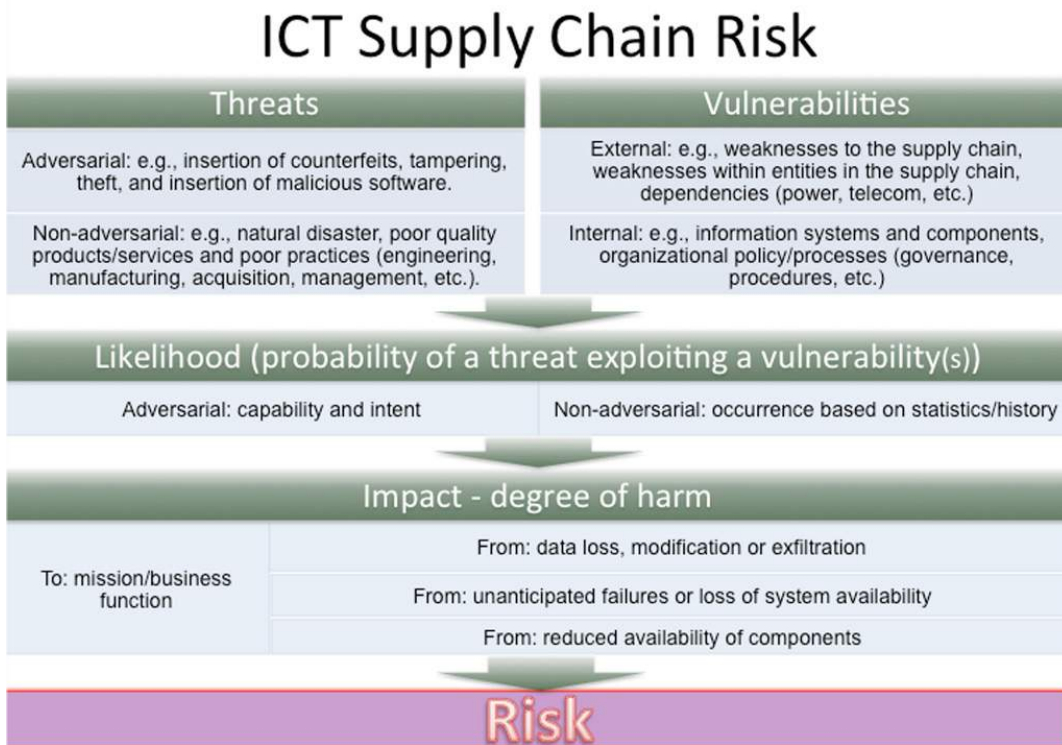 ICT Supply Chain Risk
Threats
Adversarial: e.g., insertion of counterfeits, tampering,
theft, and insertion of malicious software.
Non-adversarial: e.g., natural disaster, poor quality
products/services and poor practices (engineering,
manufacturing, acquisition, management, etc.).
Vulnerabilities
External: e.g., weaknesses to the supply chain,
weaknesses within entities in the supply chain,
dependencies (power, telecom, etc.)
Internal: e.g., information systems and components,
organizational policy/processes (governance,
procedures, etc.)
Likelihood (probability of a threat exploiting a vulnerability(s))
Adversarial: capability and intent
Non-adversarial: occurrence based on statistics/history
Impact - degree of harm
To: mission/business
function
From: data loss, modification or exfiltration
From: unanticipated failures or loss of system availability
From: reduced availability of components
Risk